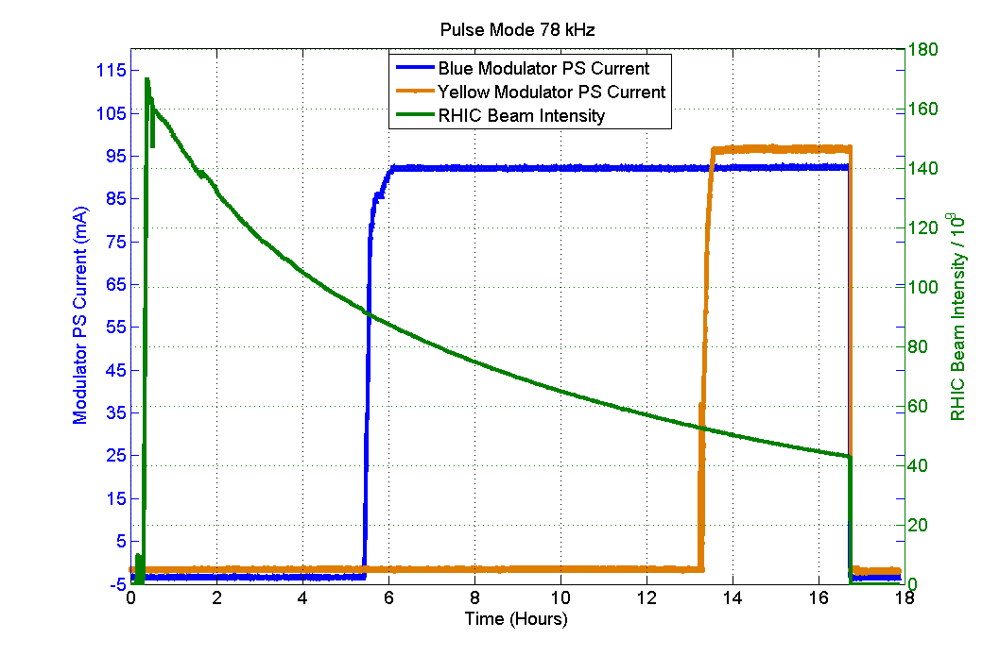 Pulse Mode 78 kHz
Blue Modulator PS Current
Yellow Modulator PS Current
RHIC Beam Intensity
115
105
95
85
75
65
55
45
35
25
15
5
-5
Modulator PS Current (mA)
180
160
140
120
100
80
60
40
20
0
RHIC Beam Intensity / 10⁹
0 2 4 6 8 10 12 14 16 18
Time (Hours)